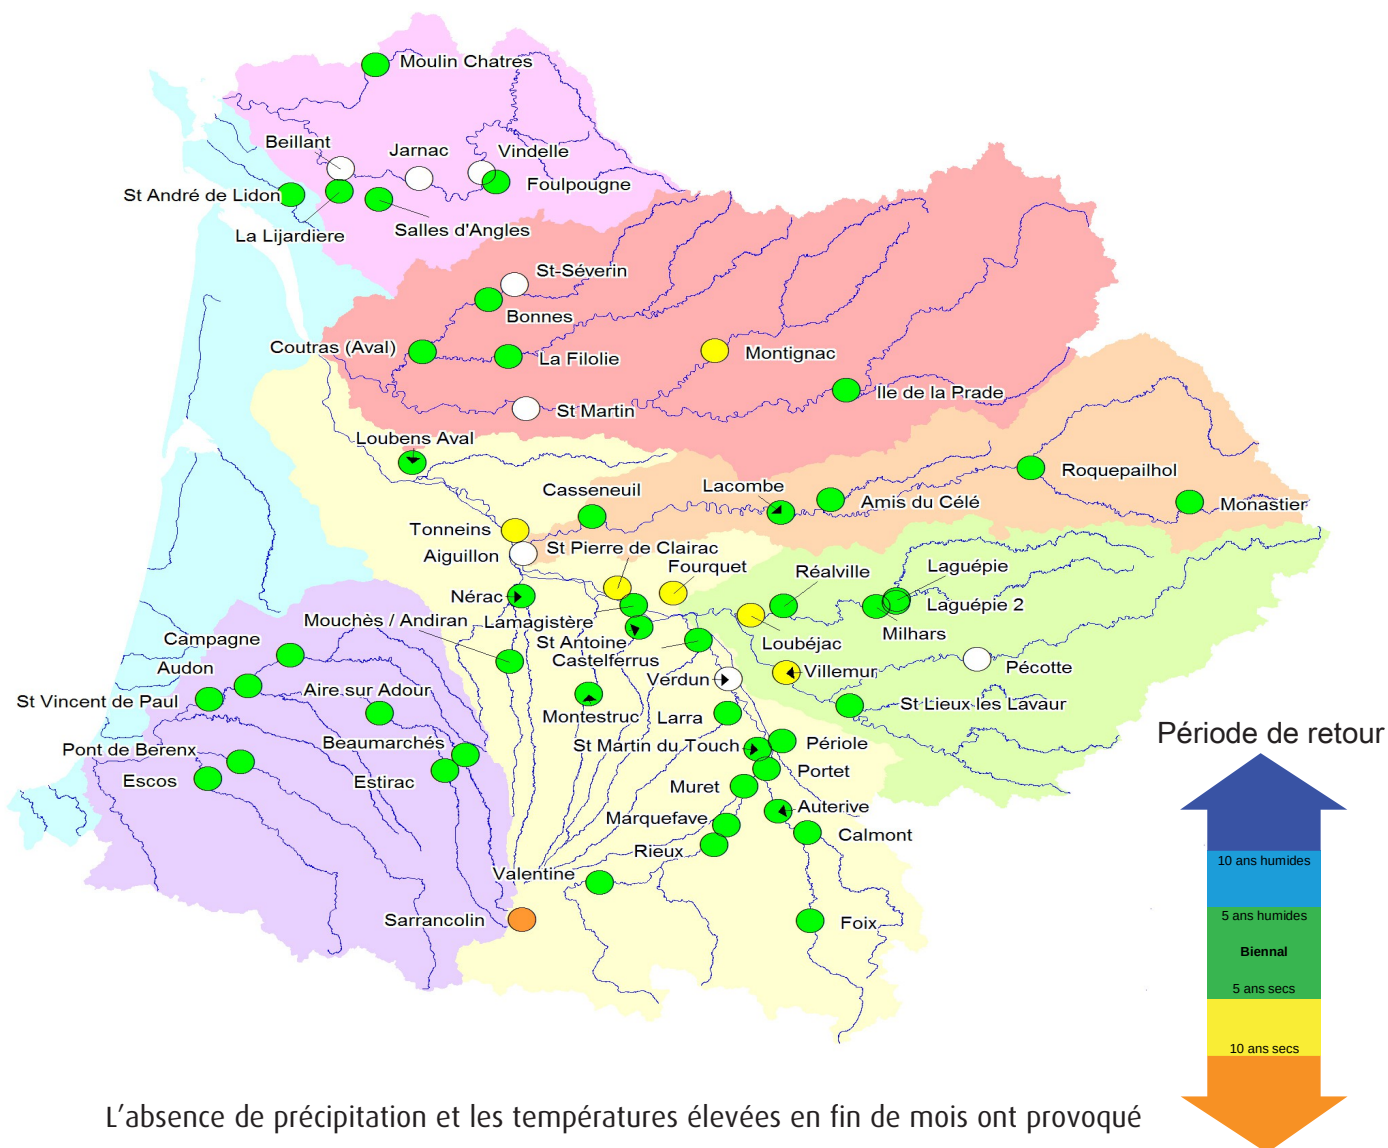 Moulin Chatres
Beillant
Jarnac
Vindelle
St André de Lidon
Foulpougne
La Lijardiere
Salles d'Angles
St-Séverin
Bonnes
Coutras (Aval)
La Filolie
Montignac
Ile de la Prade
St Martin
Loubens Aval
Casseneuil
Lacombe
Roquepailhol
Amis du Célé
Monastier
Tonneins
Aiguillon
St Pierre de Clairac
Fourquet
Réalville
Laguépie
Nérac
Laguépie 2
Mouchès / Andiran
Lamagistère
Milhars
Campagne
St Antoine
Loubéjac
Castelferrus
Audon
Verdun
Villemur
Pécotte
St Vincent de Paul
Aire sur Adour
Montestruc
Larra
St Lieux les Lavaur
Pont de Berenx
Beaumarchés
St Martin du Touch
Périole
Escos
Estirac
Portet
Muret
Auterive
Marquefave
Calmont
Rieux
Valentine
Sarrancolin
Foix
Période de retour
10 ans humides
5 ans humides
Biennal
5 ans secs
10 ans secs
L'absence de précipitation et les températures élevées en fin de mois ont provoqué